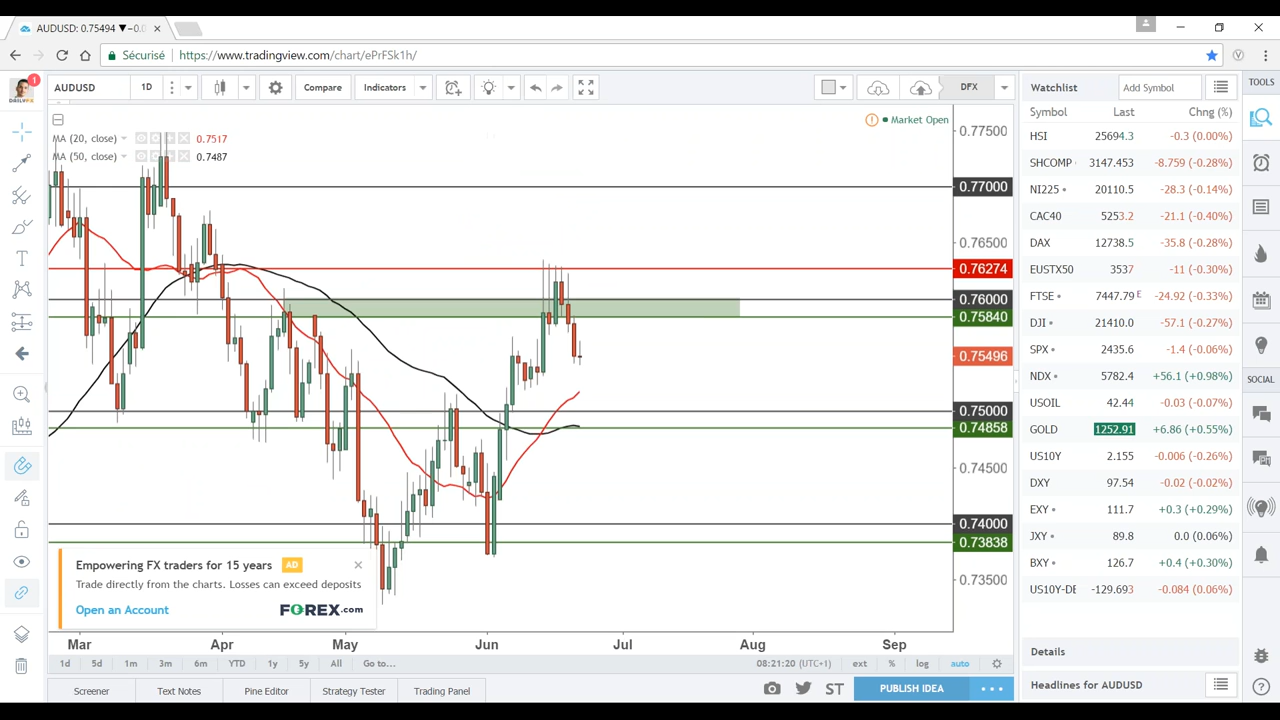 AUDUSD: 0.75494 ▼−0.0
Sécurisé https://www.tradingview.com/chart/ePrFSk1h/
1
DAILYFX
AUDUSD 1D Compare Indicators DFX
Watchlist Add Symbol TOOLS
MA (20, close) 0.7517
MA (50, close) 0.7487
Market Open
0.77500
0.77000
0.76500
0.76274
0.76000
0.75840
0.75496
0.75000
0.74858
0.74500
0.74000
0.73838
0.73500
Symbol Last Chng (%)
HSI 25694.3 -0.3 (0.00%)
SHCOMP 3147.453 -8.759 (-0.28%)
NI225 20110.5 -28.3 (-0.14%)
CAC40 5253.2 -21.1 (-0.40%)
DAX 12738.5 -35.8 (-0.28%)
EUSTX50 3537 -11 (-0.30%)
FTSE 7447.79 E -24.92 (-0.33%)
DJI 21410.0 -57.1 (-0.27%)
SPX 2435.6 -1.4 (-0.06%)
NDX 5782.4 +56.1 (+0.98%)
USOIL 42.44 -0.03 (-0.07%)
GOLD 1252.91 +6.86 (+0.55%)
US10Y 2.155 -0.006 (-0.26%)
DXY 97.54 -0.02 (-0.02%)
EXY 111.7 +0.3 (+0.29%)
JXY 89.8 0.0 (0.06%)
BXY 126.7 +0.4 (+0.30%)
US10Y-DE -129.693 -0.084 (0.06%)
SOCIAL
Empowering FX traders for 15 years AD
Trade directly from the charts. Losses can exceed deposits
Open an Account FOREX.com
Mar Apr May Jun Jul Aug Sep
1d 5d 1m 3m 6m YTD 1y 5y All Go to... 08:21:20 (UTC+1) ext % log auto
Screener Text Notes Pine Editor Strategy Tester Trading Panel ST PUBLISH IDEA
Details
Headlines for AUDUSD